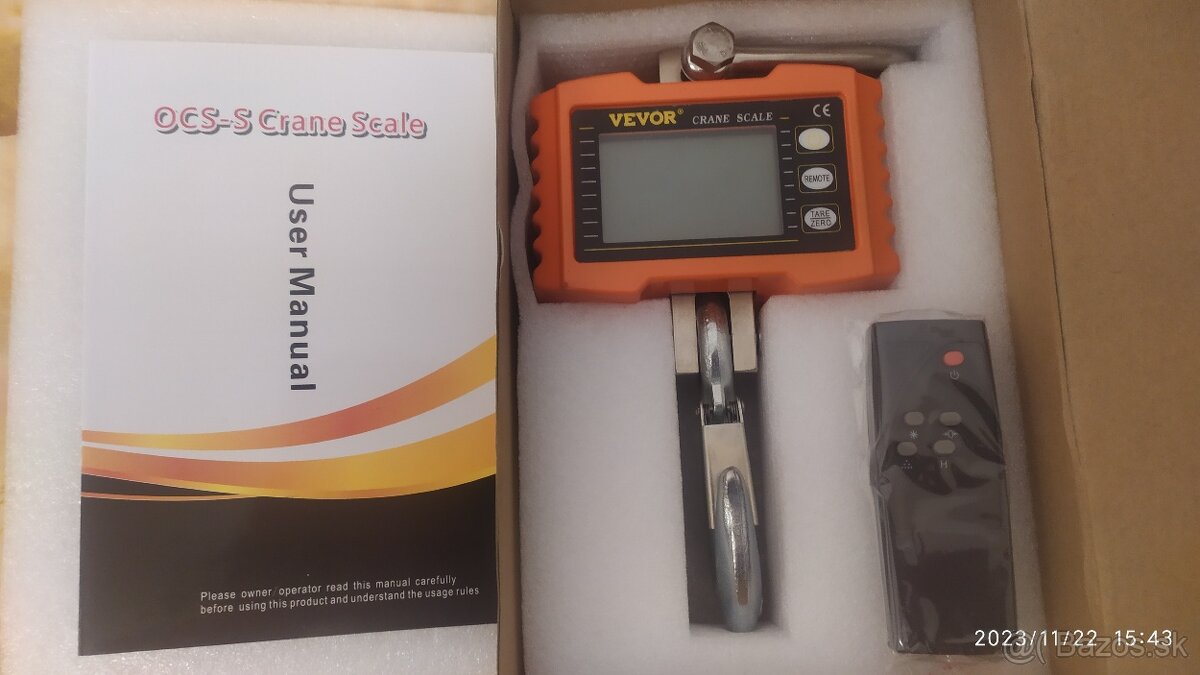 OCS-S Crane Scale
User Manual
Please owner operator read this manual carefully
before using this product and understand the usage rules
VEVOR® CRANE SCALE
CE
REMOTE
TARE
ZERO
H
2023/11/22 15:43
Bazos.sk